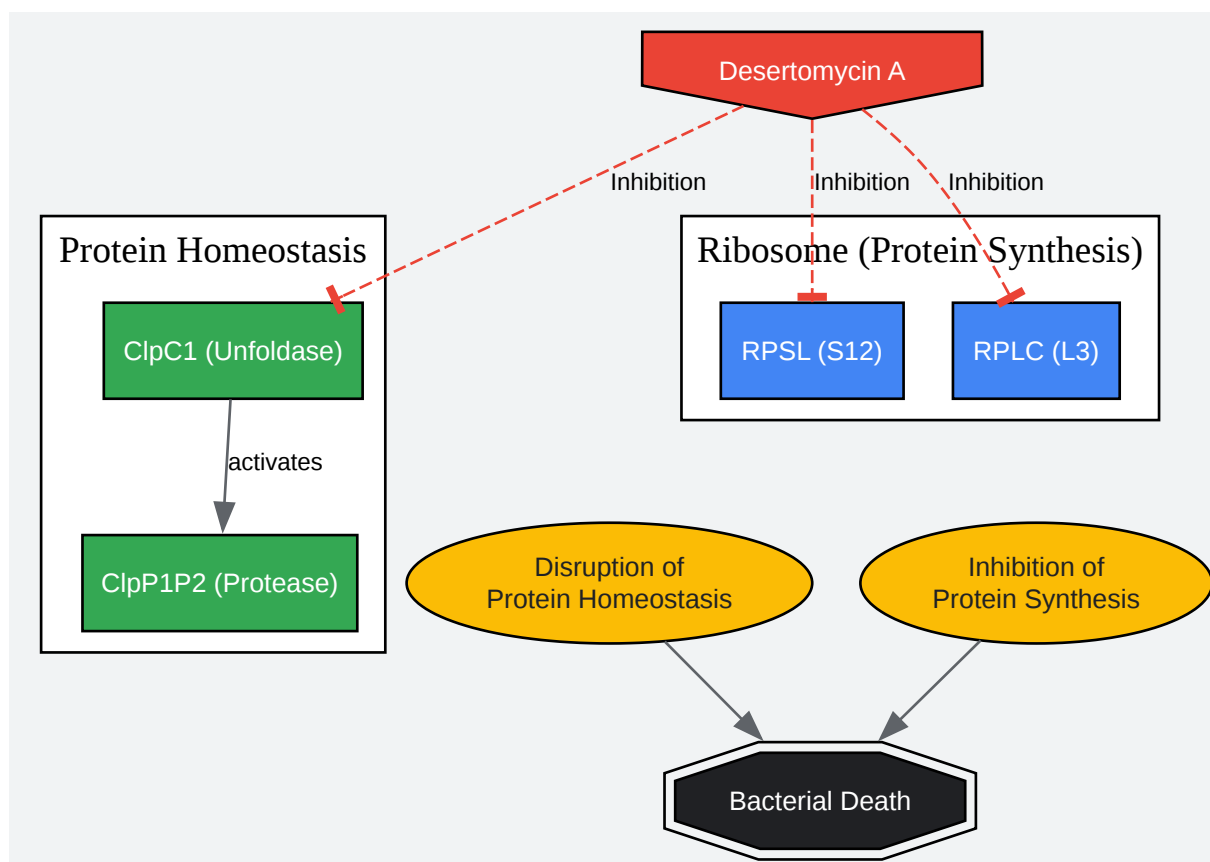 Desertomycin A
Inhibition
Inhibition
Inhibition
Protein Homeostasis
Ribosome (Protein Synthesis)
ClpC1 (Unfoldase)
RPSL (S12)
RPLC (L3)
activates
ClpP1P2 (Protease)
Disruption of
Protein Homeostasis
Inhibition of
Protein Synthesis
Bacterial Death